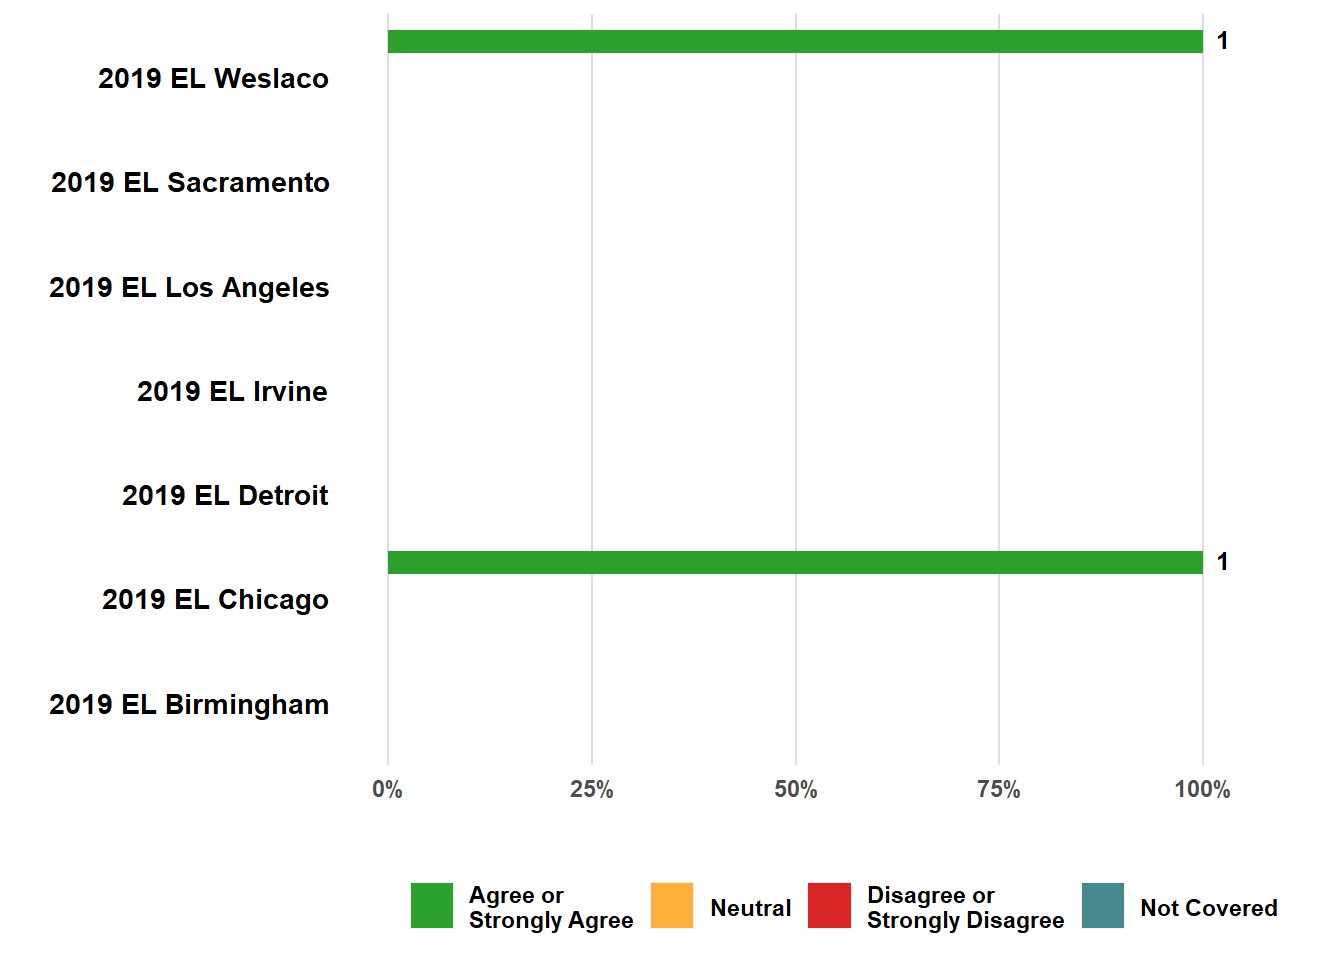 1
2019 EL Weslaco
2019 EL Sacramento
2019 EL Los Angeles
2019 EL Irvine
2019 EL Detroit
1
2019 EL Chicago
2019 EL Birmingham
0% 25% 50% 75% 100%
Agree or
Strongly Agree
Neutral
Disagree or
Strongly Disagree
Not Covered